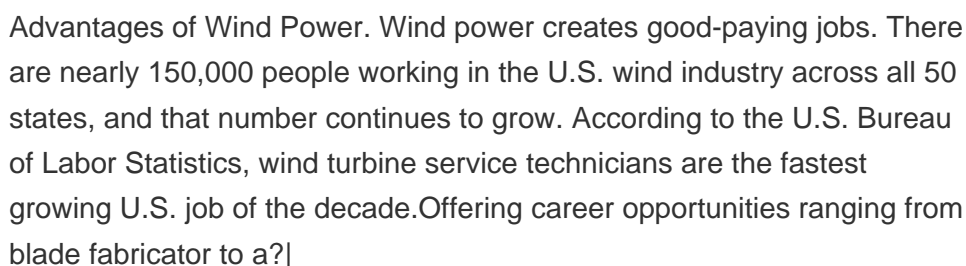 Advantages of Wind Power. Wind power creates good-paying jobs. There
are nearly 150,000 people working in the U.S. wind industry across all 50
states, and that number continues to grow. According to the U.S. Bureau
of Labor Statistics, wind turbine service technicians are the fastest
growing U.S. job of the decade.Offering career opportunities ranging from
blade fabricator to a?|